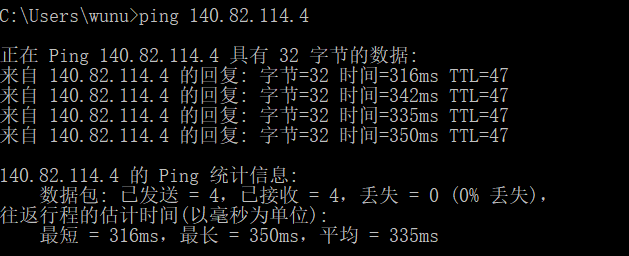 C:\Users\wunu>ping 140.82.114.4
正在 Ping 140.82.114.4 具有 32 字节的数据:
来自 140.82.114.4 的回复: 字节=32 时间=316ms TTL=47
来自 140.82.114.4 的回复: 字节=32 时间=342ms TTL=47
来自 140.82.114.4 的回复: 字节=32 时间=335ms TTL=47
来自 140.82.114.4 的回复: 字节=32 时间=350ms TTL=47
140.82.114.4 的 Ping 统计信息:
数据包: 已发送 = 4，已接收 = 4，丢失 = 0 (0% 丢失)，
往返行程的估计时间(以毫秒为单位):
最短 = 316ms，最长 = 350ms，平均 = 335ms